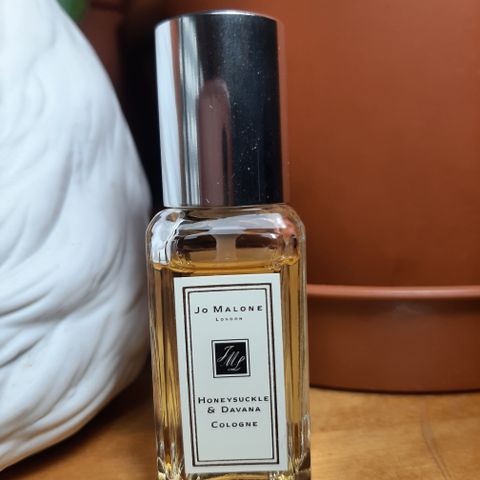 Jo Malone
London
JML
Honeysuckle
& Davana
Cologne